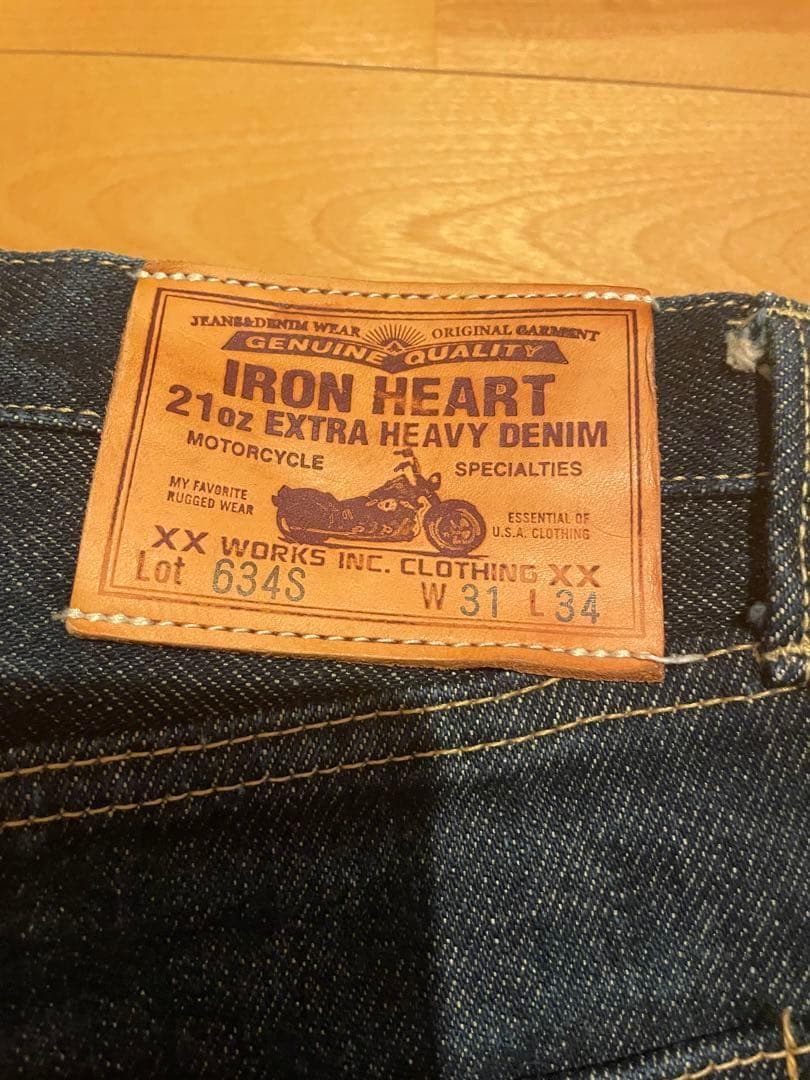 JEANS&DENIM WEAR ORIGINAL GARMENT
GENUINE QUALITY
IRON HEART
21oz EXTRA HEAVY DENIM
MOTORCYCLE SPECIALTIES
MY FAVORITE
RUGGED WEAR
ESSENTIAL OF
U.S.A. CLOTHING
XX WORKS INC. CLOTHING XX
Lot 634S W 31 L 34